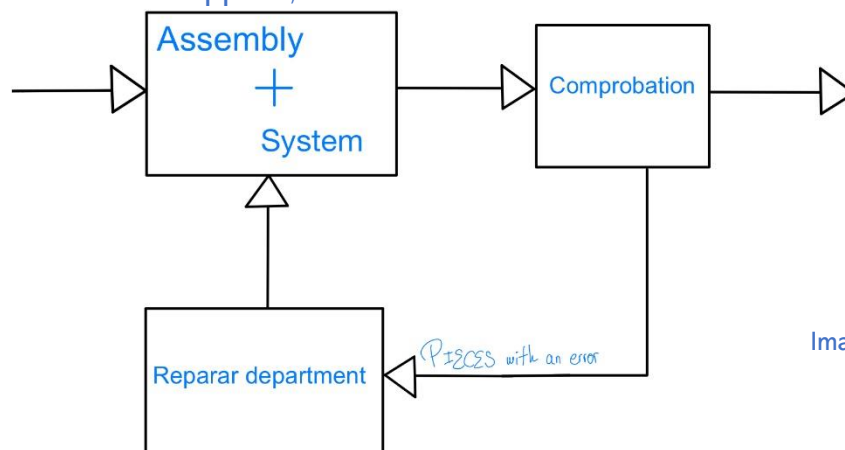 Assembly
+
System
Comprobation
PIECES with an error
Reparar department